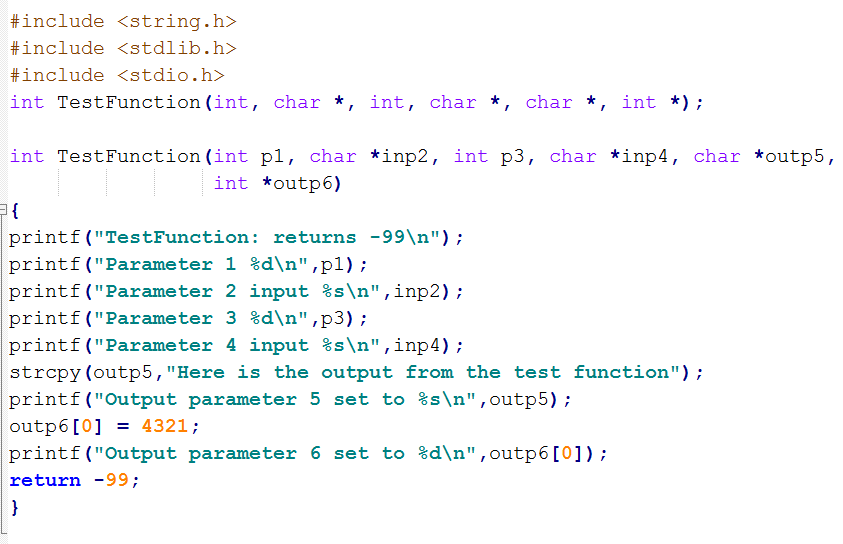 #include <string.h>
#include <stdlib.h>
#include <stdio.h>
int TestFunction(int, char *, int, char *, char *, int *);

int TestFunction(int p1, char *inp2, int p3, char *inp4, char *outp5,
                 int *outp6)
{
printf("TestFunction: returns -99\n");
printf("Parameter 1 %d\n",p1);
printf("Parameter 2 input %s\n",inp2);
printf("Parameter 3 %d\n",p3);
printf("Parameter 4 input %s\n",inp4);
strcpy(outp5,"Here is the output from the test function");
printf("Output parameter 5 set to %s\n",outp5);
outp6[0] = 4321;
printf("Output parameter 6 set to %d\n",outp6[0]);
return -99;
}